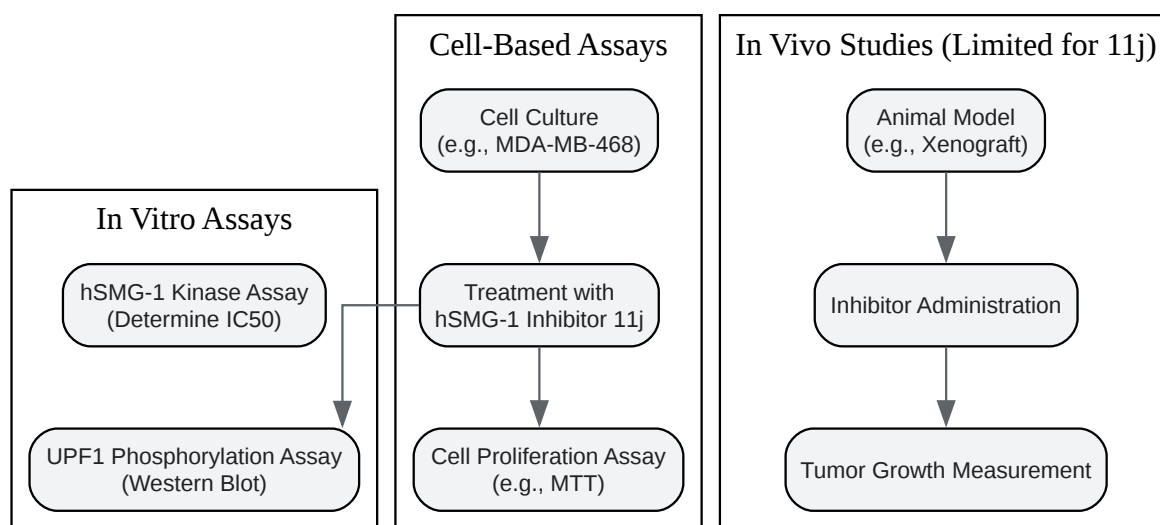 In Vitro Assays
hSMG-1 Kinase Assay
(Determine IC50)
UPF1 Phosphorylation Assay
(Western Blot)
Cell-Based Assays
Cell Culture
(e.g., MDA-MB-468)
Treatment with
hSMG-1 Inhibitor 11j
Cell Proliferation Assay
(e.g., MTT)
In Vivo Studies (Limited for 11j)
Animal Model
(e.g., Xenograft)
Inhibitor Administration
Tumor Growth Measurement